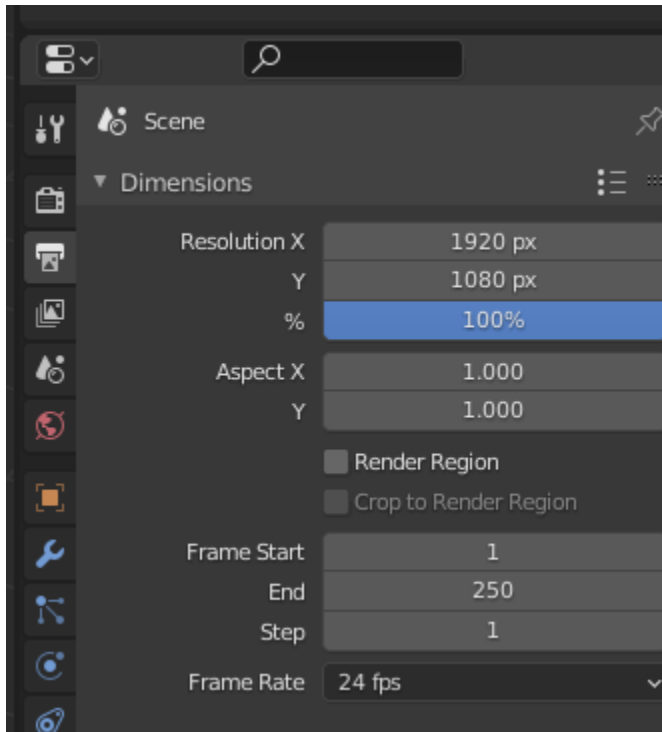 Scene
Dimensions
Resolution X 1920 px
Y 1080 px
% 100%
Aspect X 1.000
Y 1.000
Render Region
Crop to Render Region
Frame Start 1
End 250
Step 1
Frame Rate 24 fps